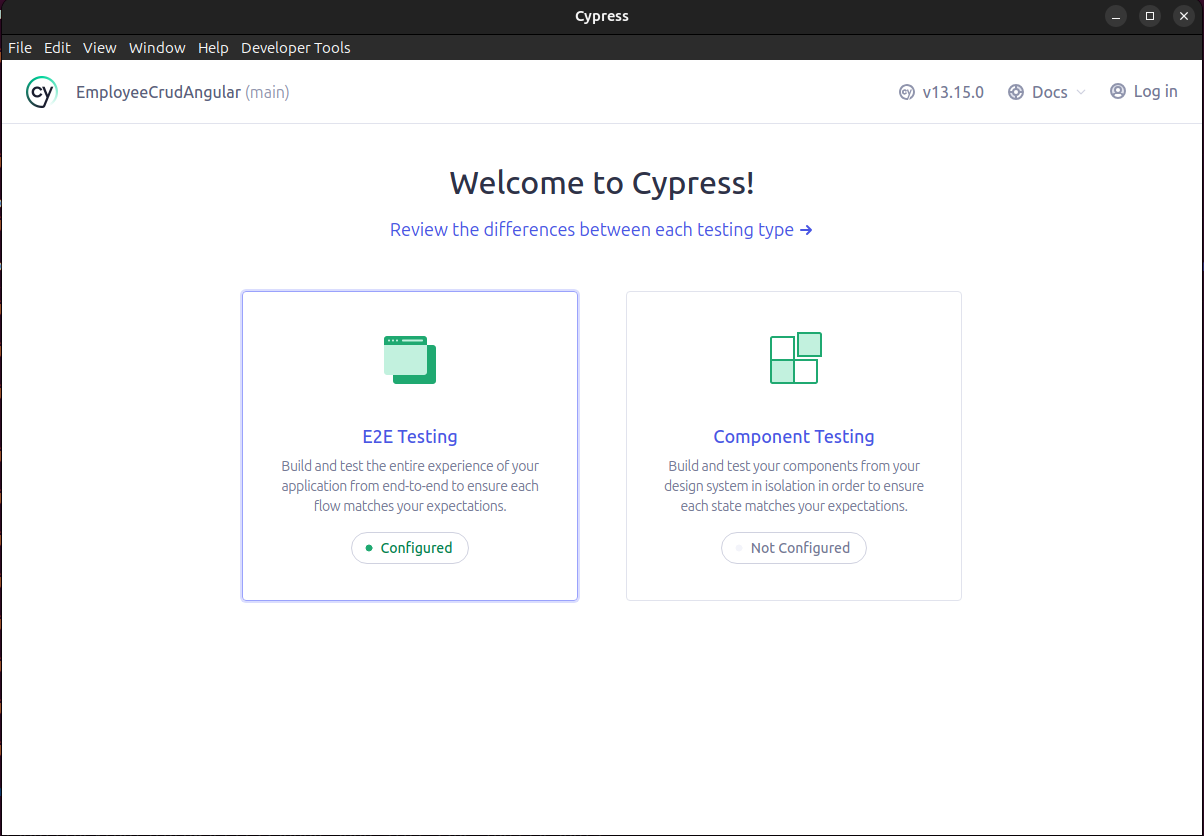 Cypress
File Edit View Window Help Developer Tools
cy EmployeeCrudAngular (main) cy v13.15.0 Docs Log in
Welcome to Cypress!
Review the differences between each testing type →
E2E Testing
Build and test the entire experience of your
application from end-to-end to ensure each
flow matches your expectations.
Configured
Component Testing
Build and test your components from your
design system in isolation in order to ensure
each state matches your expectations.
Not Configured